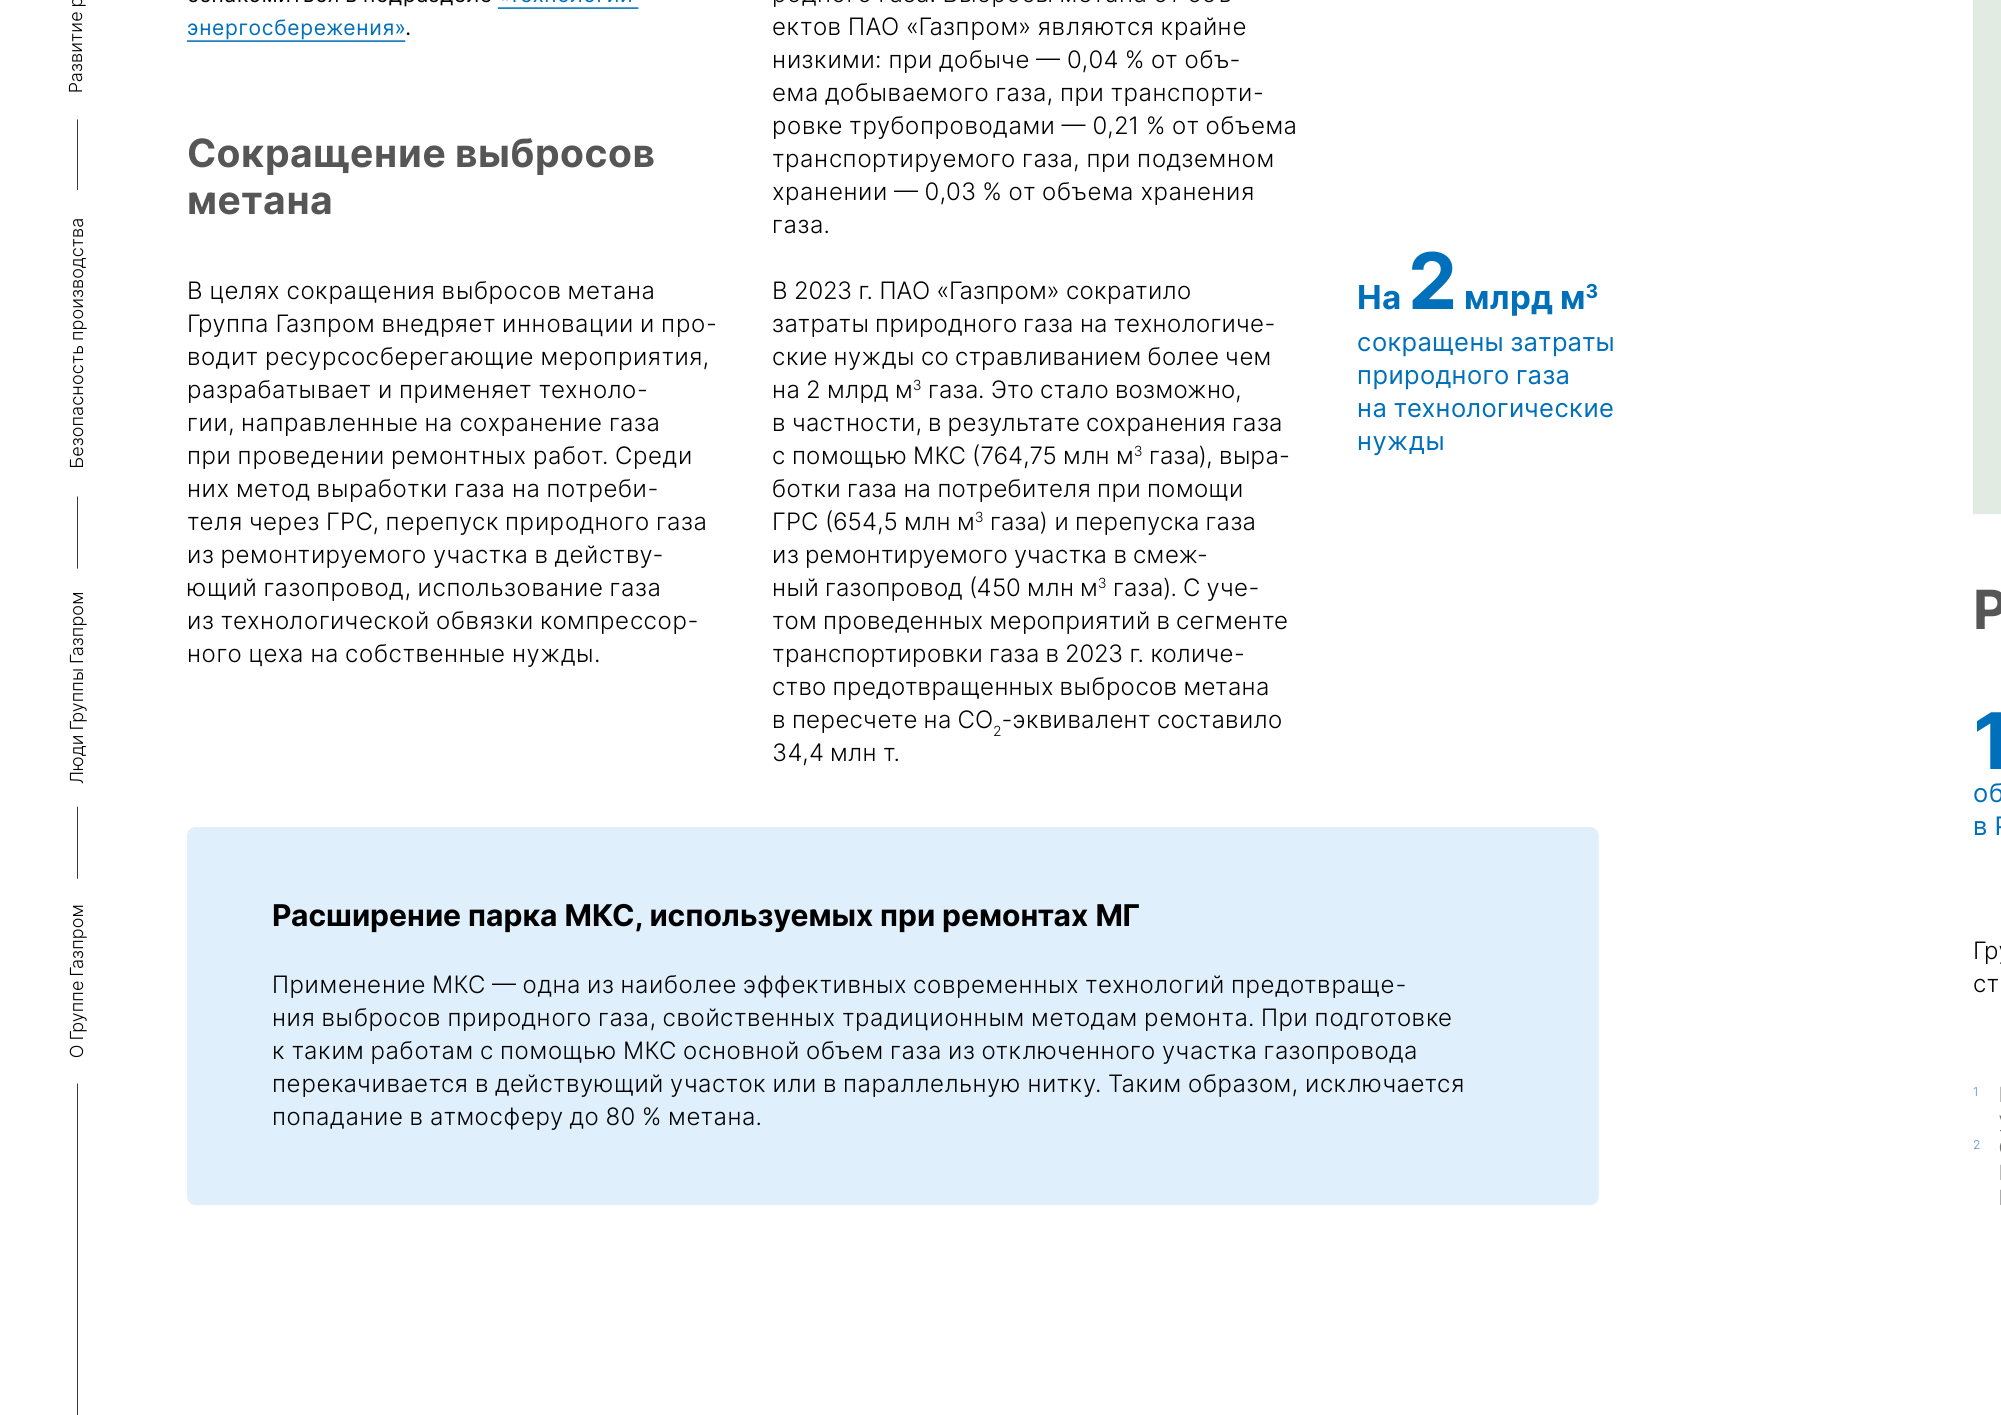 энергосбережения».
Сокращение выбросов
метана
В целях сокращения выбросов метана
Группа Газпром внедряет инновации и про-
водит ресурсосберегающие мероприятия,
разрабатывает и применяет техноло-
гии, направленные на сохранение газа
при проведении ремонтных работ. Среди
них метод выработки газа на потреби-
теля через ГРС, перепуск природного газа
из ремонтируемого участка в действу-
ющий газопровод, использование газа
из технологической обвязки компрессор-
ного цеха на собственные нужды.
ектов ПАО «Газпром» являются крайне
низкими: при добыче — 0,04 % от объ-
ема добываемого газа, при транспорти-
ровке трубопроводами — 0,21 % от объема
транспортируемого газа, при подземном
хранении — 0,03 % от объема хранения
газа.
В 2023 г. ПАО «Газпром» сократило
затраты природного газа на технологиче-
ские нужды со стравливанием более чем
на 2 млрд м³ газа. Это стало возможно,
в частности, в результате сохранения газа
с помощью МКС (764,75 млн м³ газа), выра-
ботки газа на потребителя при помощи
ГРС (654,5 млн м³ газа) и перепуска газа
из ремонтируемого участка в смеж-
ный газопровод (450 млн м³ газа). С уче-
том проведенных мероприятий в сегменте
транспортировки газа в 2023 г. количе-
ство предотвращенных выбросов метана
в пересчете на CO₂-эквивалент составило
34,4 млн т.
На 2 млрд м³
сокращены затраты
природного газа
на технологические
нужды
Расширение парка МКС, используемых при ремонтах МГ
Применение МКС — одна из наиболее эффективных современных технологий предотвраще-
ния выбросов природного газа, свойственных традиционным методам ремонта. При подготовке
к таким работам с помощью МКС основной объем газа из отключенного участка газопровода
перекачивается в действующий участок или в параллельную нитку. Таким образом, исключается
попадание в атмосферу до 80 % метана.
Развитие
Безопасность производства
Люди Группы Газпром
О Группе Газпром
1
в
1
2